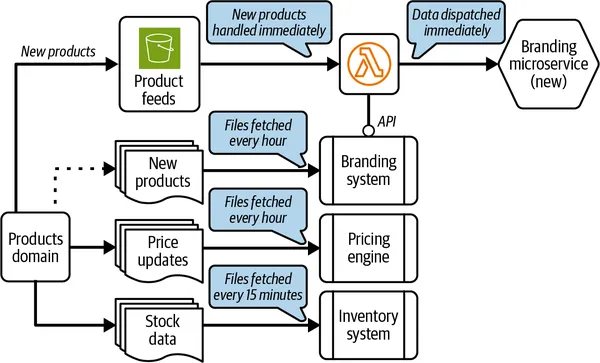 New products
Product
feeds
New products
handled immediately
Data dispatched
immediately
Branding
microservice
(new)
API
New
products
Files fetched
every hour
Branding
system
Products
domain
Price
updates
Files fetched
every hour
Pricing
engine
Stock
data
Files fetched
every 15 minutes
Inventory
system